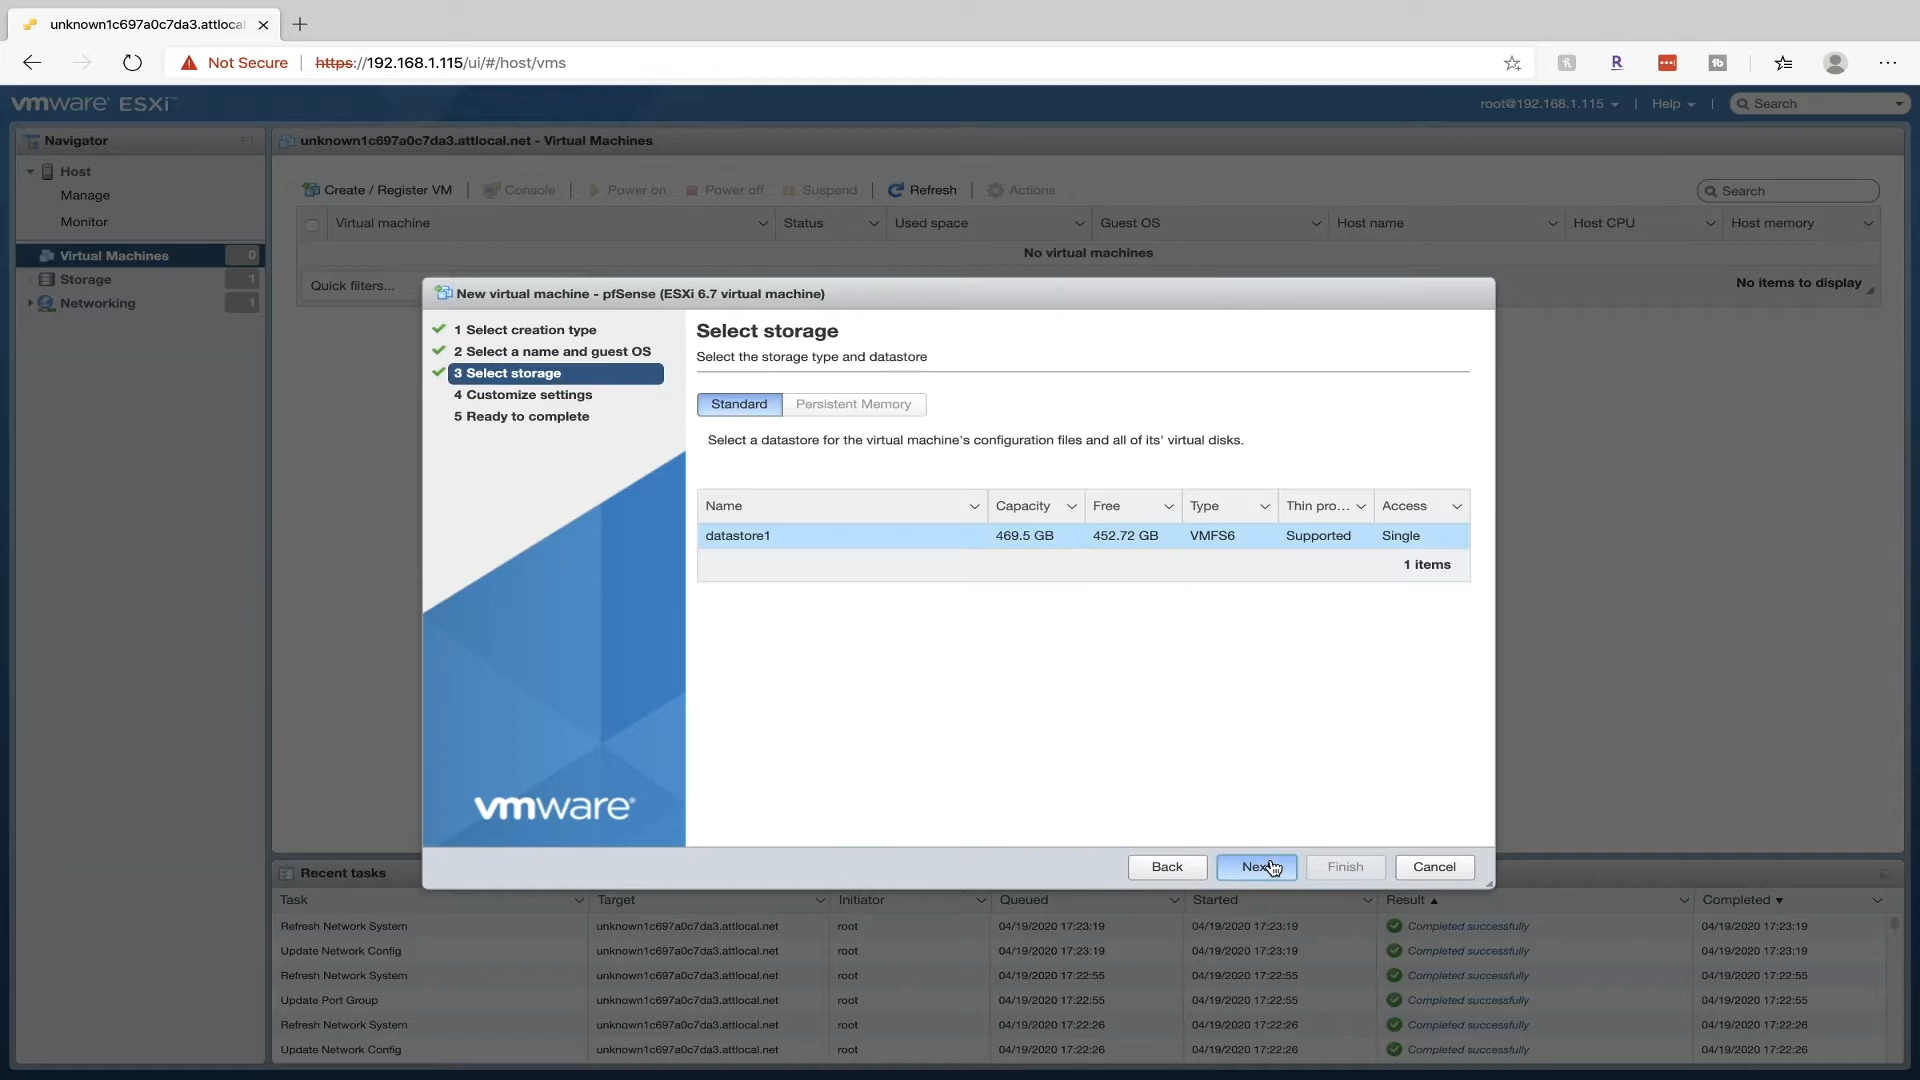 unknown1c697a0c7da3.attlocal
Not Secure https://192.168.1.115/ui/#/host/vms
vmware ESXi
root@192.168.1.115 | Help | Search
Navigator
Host
Manage
Monitor
Virtual Machines 0
Storage 1
Networking 1
unknown1c697a0c7da3.attlocal.net - Virtual Machines
Create / Register VM | Console | Power on Power off Suspend | Refresh | Actions Search
Virtual machine Status Used space Guest OS Host name Host CPU Host memory
No virtual machines
Quick filters... No items to display
New virtual machine - pfSense (ESXi 6.7 virtual machine)
1 Select creation type
2 Select a name and guest OS
3 Select storage
4 Customize settings
5 Ready to complete
vmware
Select storage
Select the storage type and datastore
Standard Persistent Memory
Select a datastore for the virtual machine's configuration files and all of its' virtual disks.
Name Capacity Free Type Thin pro... Access
datastore1 469.5 GB 452.72 GB VMFS6 Supported Single
1 items
Back Next Finish Cancel
Recent tasks
Task Target Initiator Queued Started Result Completed
Refresh Network System unknown1c697a0c7da3.attlocal.net root 04/19/2020 17:23:19 04/19/2020 17:23:19 Completed successfully 04/19/2020 17:23:19
Update Network Config unknown1c697a0c7da3.attlocal.net root 04/19/2020 17:23:19 04/19/2020 17:23:19 Completed successfully 04/19/2020 17:23:19
Refresh Network System unknown1c697a0c7da3.attlocal.net root 04/19/2020 17:22:55 04/19/2020 17:22:55 Completed successfully 04/19/2020 17:22:55
Update Port Group unknown1c697a0c7da3.attlocal.net root 04/19/2020 17:22:55 04/19/2020 17:22:55 Completed successfully 04/19/2020 17:22:55
Refresh Network System unknown1c697a0c7da3.attlocal.net root 04/19/2020 17:22:26 04/19/2020 17:22:26 Completed successfully 04/19/2020 17:22:26
Update Network Config unknown1c697a0c7da3.attlocal.net root 04/19/2020 17:22:26 04/19/2020 17:22:26 Completed successfully 04/19/2020 17:22:26